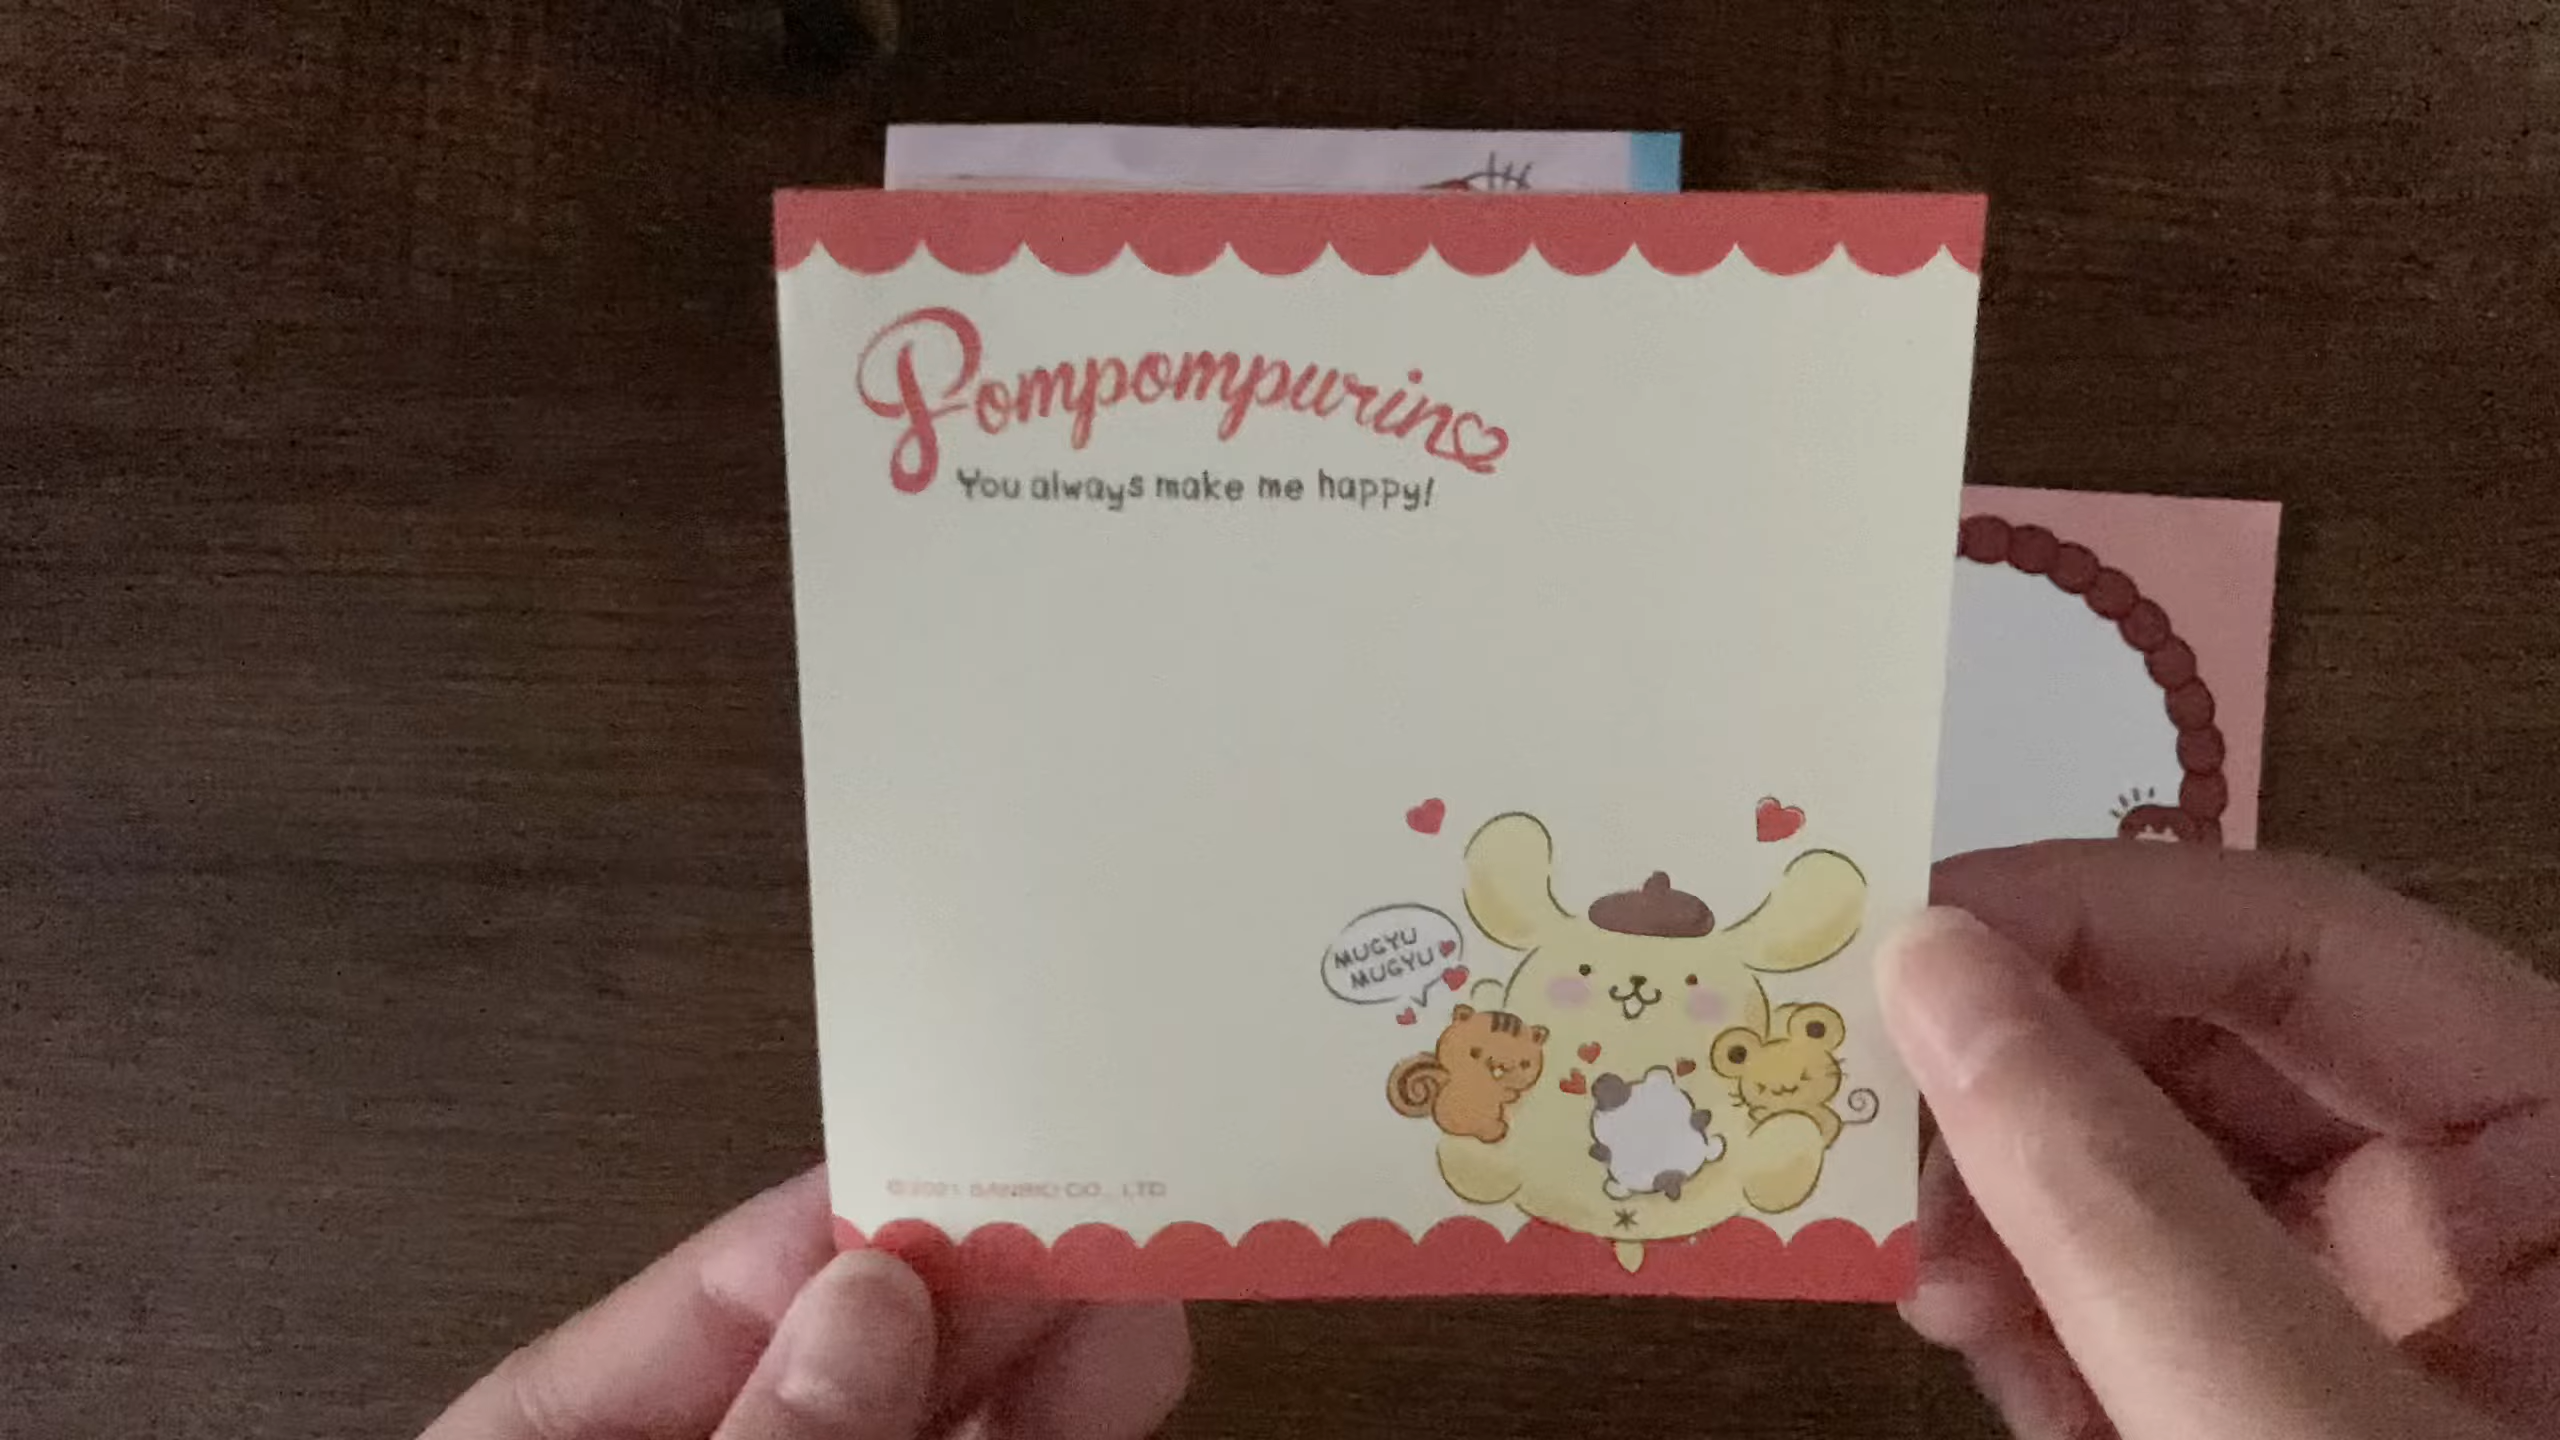 Pompompurin
You always make me happy!
MUGYU
MUGYU
©2021 SANRIO CO., LTD.